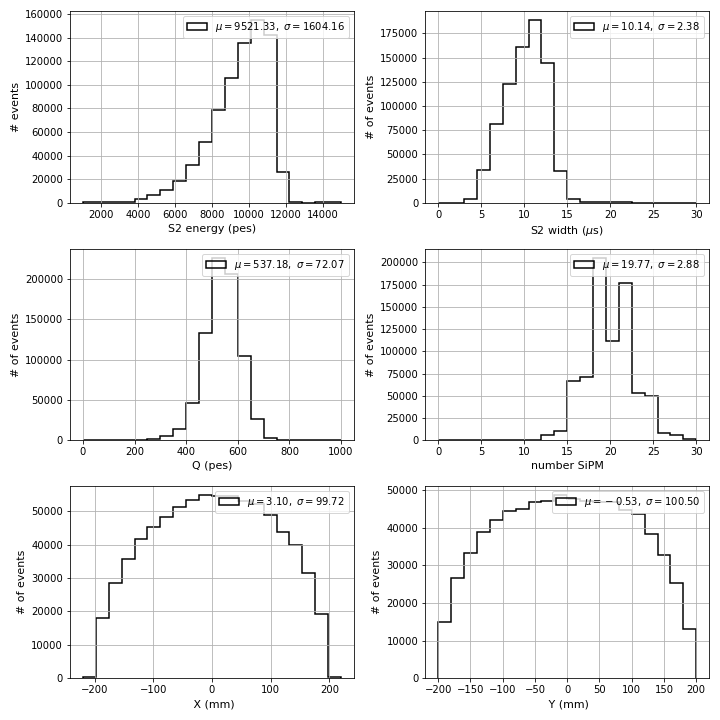 μ = 9521.33, σ = 1604.16
# events
160000
140000
120000
100000
80000
60000
40000
20000
0
2000 4000 6000 8000 10000 12000 14000
S2 energy (pes)
μ = 10.14, σ = 2.38
# of events
175000
150000
125000
100000
75000
50000
25000
0
0 5 10 15 20 25 30
S2 width (μs)
μ = 537.18, σ = 72.07
# of events
200000
150000
100000
50000
0
0 200 400 600 800 1000
Q (pes)
μ = 19.77, σ = 2.88
# of events
200000
175000
150000
125000
100000
75000
50000
25000
0
0 5 10 15 20 25 30
number SiPM
μ = 3.10, σ = 99.72
# of events
50000
40000
30000
20000
10000
0
−200 −100 0 100 200
X (mm)
μ = −0.53, σ = 100.50
# of events
50000
40000
30000
20000
10000
0
−200 −150 −100 −50 0 50 100 150 200
Y (mm)